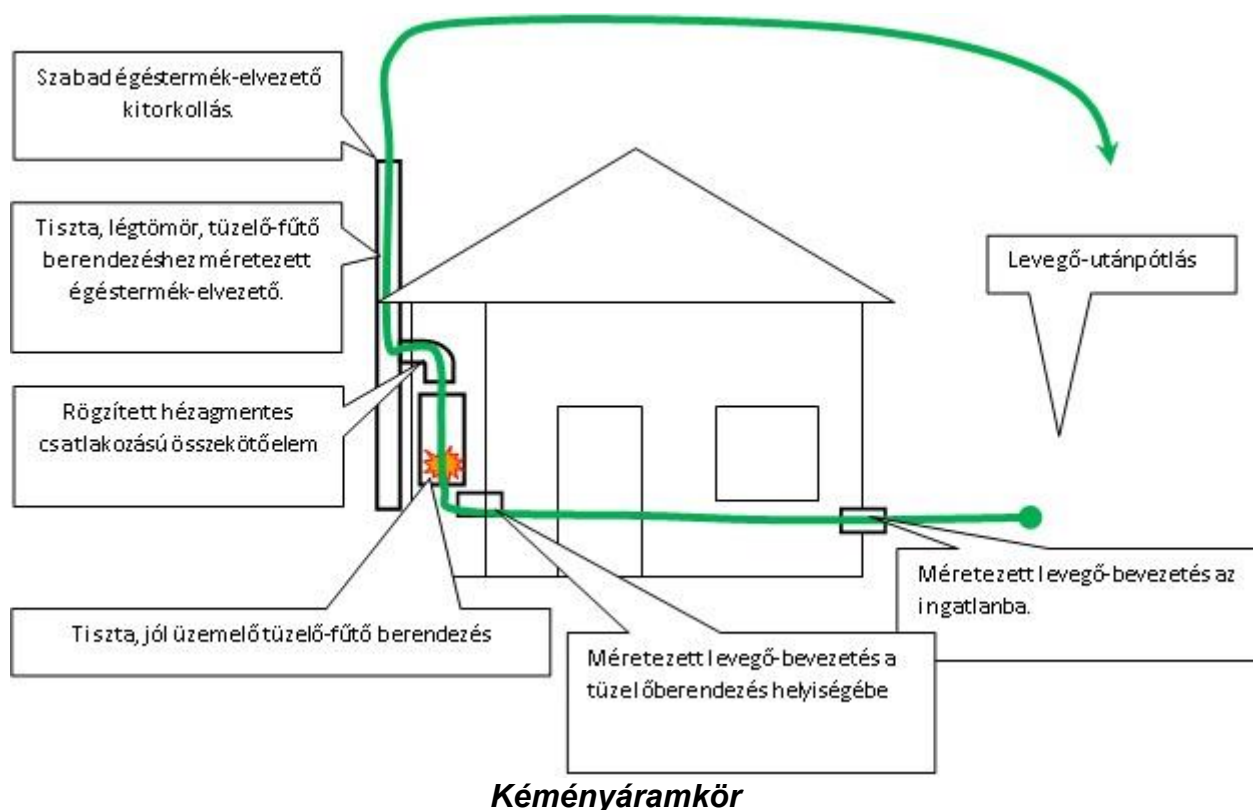 Szabad égéstermék-elvezető
kitorkollás.
Tiszta, légtömör, tüzelő-fűtő
berendezéshez méretezett
égéstermék-elvezető.
Levegő-utánpótlás
Rögzített hézagmentes
csatlakozású összekötőelem
Méretezett levegő-bevezetés az
ingatlanba.
Tiszta, jól üzemelő tüzelő-fűtő berendezés
Méretezett levegő-bevezetés a
tüzelőberendezés helyiségébe
Kéményáramkör